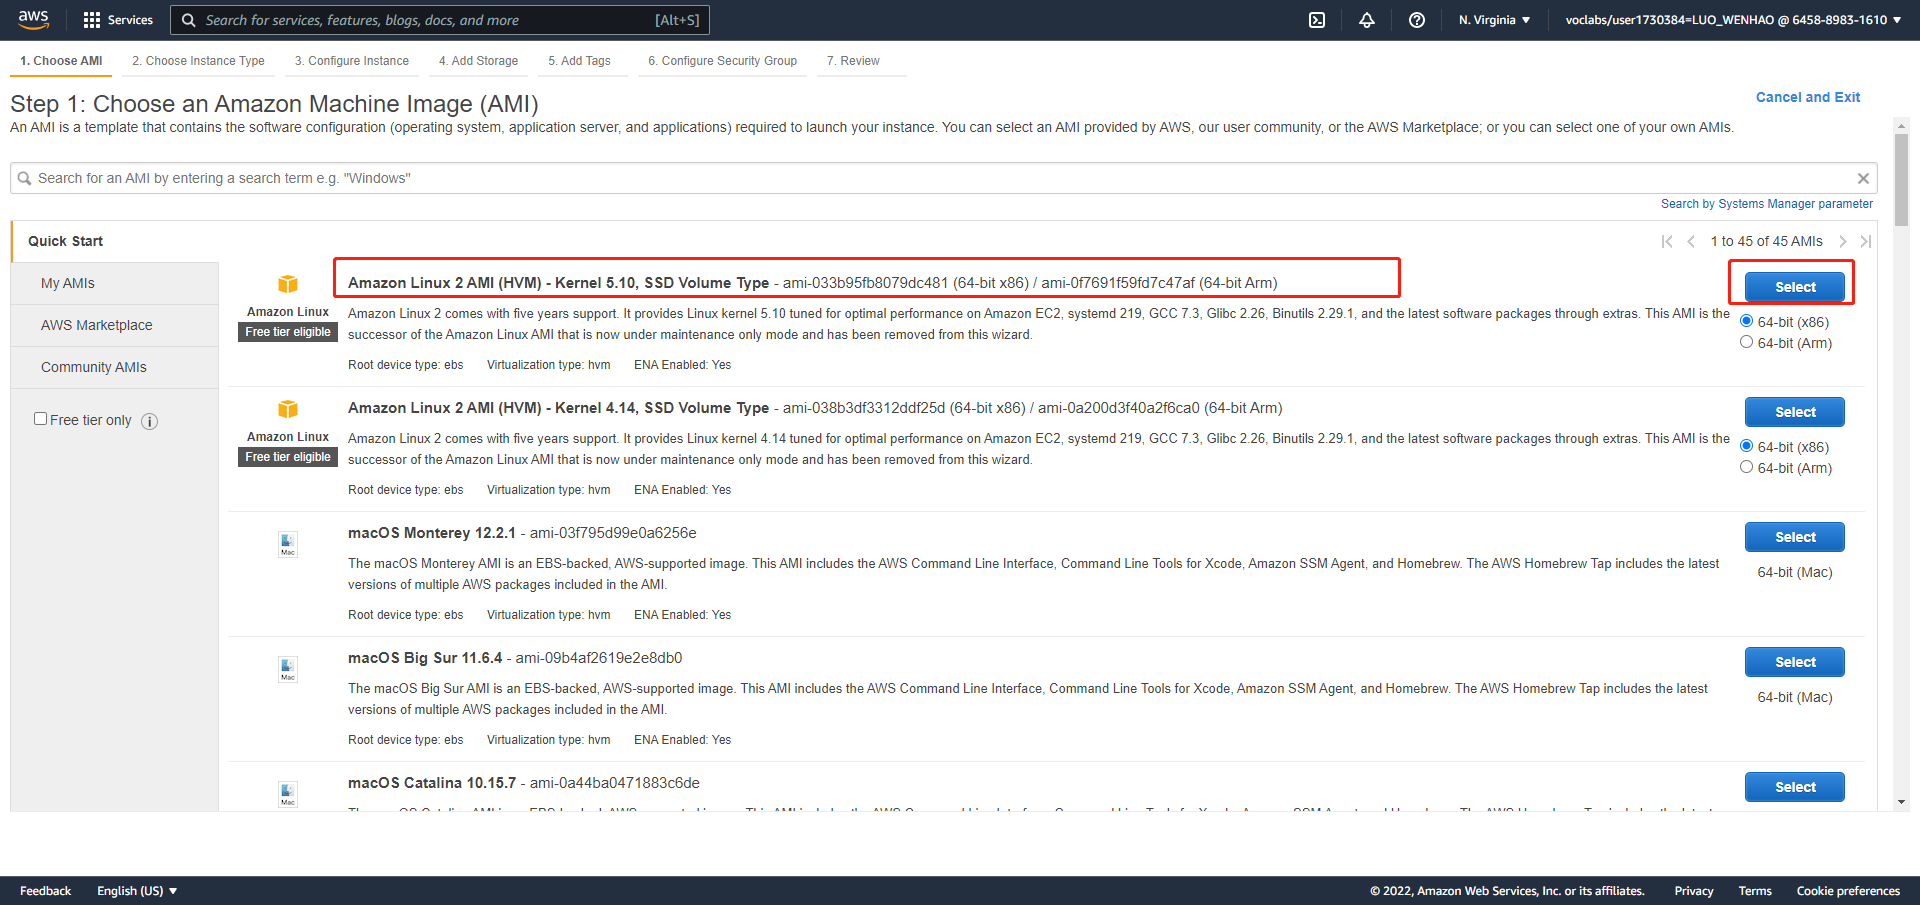 aws
Services
Search for services, features, blogs, docs, and more
[Alt+S]
N. Virginia ▼
voclabs/user1730384=LUO_WENHAO @ 6458-8983-1610 ▼
1. Choose AMI
2. Choose Instance Type
3. Configure Instance
4. Add Storage
5. Add Tags
6. Configure Security Group
7. Review
Step 1: Choose an Amazon Machine Image (AMI)
Cancel and Exit
An AMI is a template that contains the software configuration (operating system, application server, and applications) required to launch your instance. You can select an AMI provided by AWS, our user community, or the AWS Marketplace; or you can select one of your own AMIs.
Search for an AMI by entering a search term e.g. "Windows"
Search by Systems Manager parameter
Quick Start
1 to 45 of 45 AMIs
My AMIs
AWS Marketplace
Community AMIs
Free tier only
Amazon Linux
Free tier eligible
Amazon Linux 2 AMI (HVM) - Kernel 5.10, SSD Volume Type - ami-033b95fb8079dc481 (64-bit x86) / ami-0f7691f59fd7c47af (64-bit Arm)
Amazon Linux 2 comes with five years support. It provides Linux kernel 5.10 tuned for optimal performance on Amazon EC2, systemd 219, GCC 7.3, Glibc 2.26, Binutils 2.29.1, and the latest software packages through extras. This AMI is the
successor of the Amazon Linux AMI that is now under maintenance only mode and has been removed from this wizard.
Root device type: ebs Virtualization type: hvm ENA Enabled: Yes
Select
64-bit (x86)
64-bit (Arm)
Amazon Linux
Free tier eligible
Amazon Linux 2 AMI (HVM) - Kernel 4.14, SSD Volume Type - ami-038b3df3312ddf25d (64-bit x86) / ami-0a200d3f40a2f6ca0 (64-bit Arm)
Amazon Linux 2 comes with five years support. It provides Linux kernel 4.14 tuned for optimal performance on Amazon EC2, systemd 219, GCC 7.3, Glibc 2.26, Binutils 2.29.1, and the latest software packages through extras. This AMI is the
successor of the Amazon Linux AMI that is now under maintenance only mode and has been removed from this wizard.
Root device type: ebs Virtualization type: hvm ENA Enabled: Yes
Select
64-bit (x86)
64-bit (Arm)
Mac
macOS Monterey 12.2.1 - ami-03f795d99e0a6256e
The macOS Monterey AMI is an EBS-backed, AWS-supported image. This AMI includes the AWS Command Line Interface, Command Line Tools for Xcode, Amazon SSM Agent, and Homebrew. The AWS Homebrew Tap includes the latest
versions of multiple AWS packages included in the AMI.
Root device type: ebs Virtualization type: hvm ENA Enabled: Yes
Select
64-bit (Mac)
Mac
macOS Big Sur 11.6.4 - ami-09b4af2619e2e8db0
The macOS Big Sur AMI is an EBS-backed, AWS-supported image. This AMI includes the AWS Command Line Interface, Command Line Tools for Xcode, Amazon SSM Agent, and Homebrew. The AWS Homebrew Tap includes the latest
versions of multiple AWS packages included in the AMI.
Root device type: ebs Virtualization type: hvm ENA Enabled: Yes
Select
64-bit (Mac)
Mac
macOS Catalina 10.15.7 - ami-0a44ba0471883c6de
Select
Feedback
English (US) ▼
© 2022, Amazon Web Services, Inc. or its affiliates.
Privacy
Terms
Cookie preferences